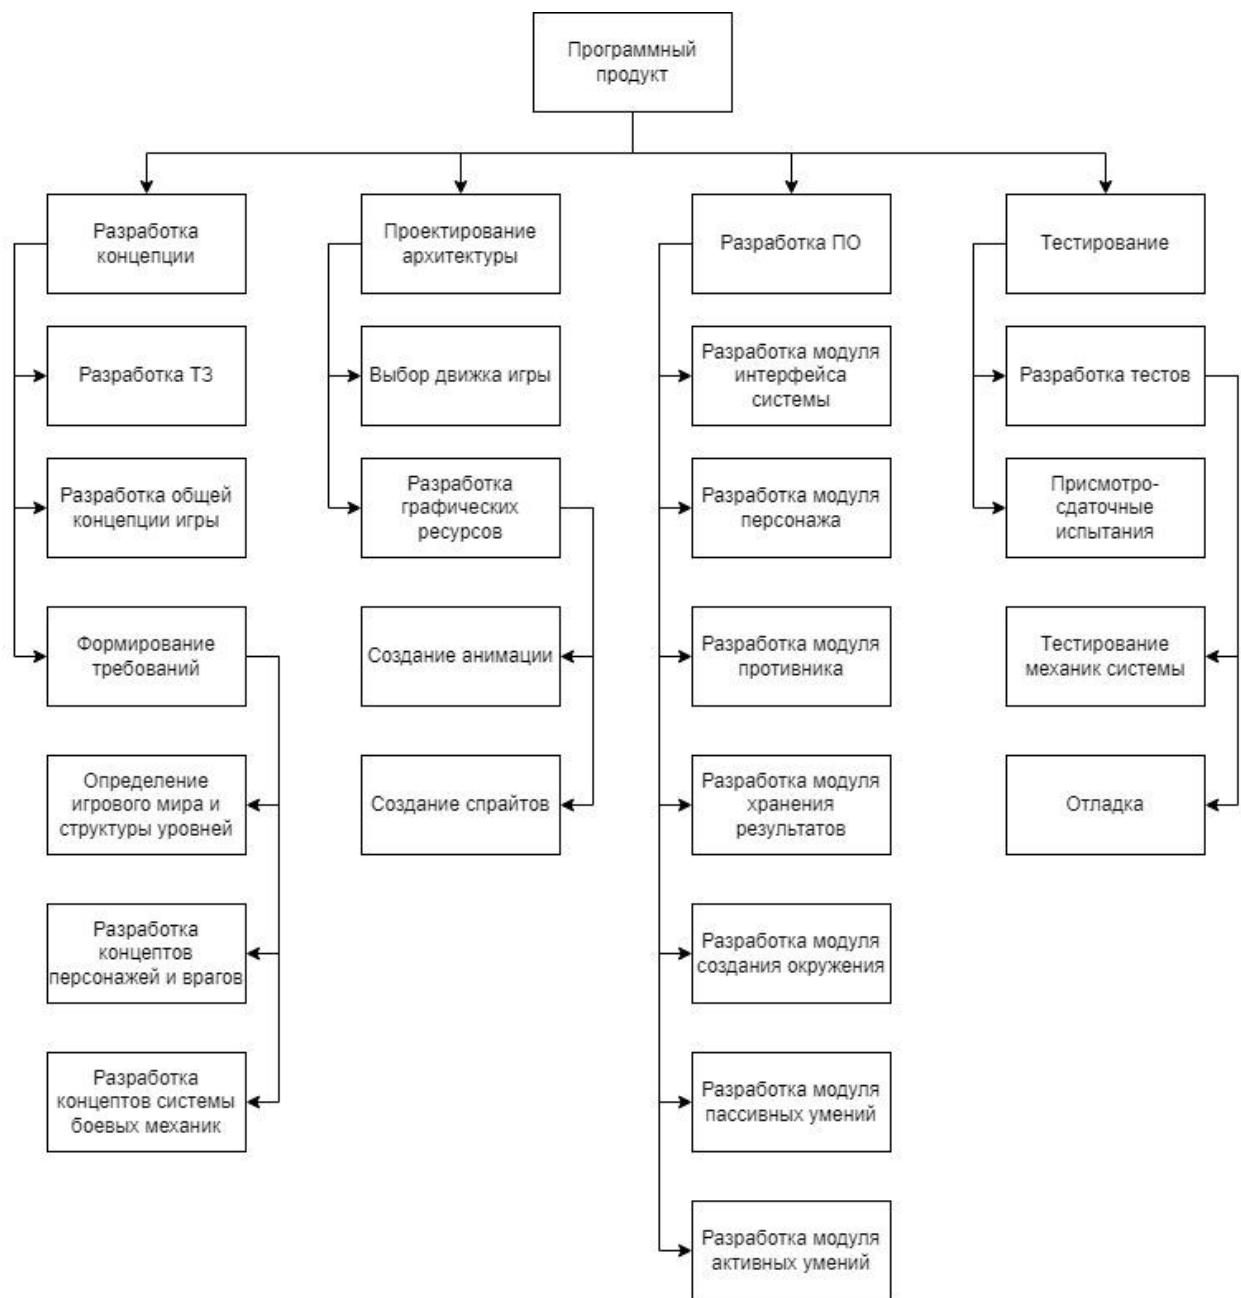 Программный
продукт
Разработка
концепции
Проектирование
архитектуры
Разработка ПО
Тестирование
Разработка ТЗ
Выбор движка игры
Разработка модуля
интерфейса
системы
Разработка тестов
Разработка общей
концепции игры
Разработка
графических
ресурсов
Разработка модуля
персонажа
Присмотро-
сдаточные
испытания
Формирование
требований
Создание анимации
Разработка модуля
противника
Тестирование
механик системы
Определение
игрового мира и
структуры уровней
Создание спрайтов
Разработка модуля
хранения
результатов
Отладка
Разработка
концептов
персонажей и врагов
Разработка модуля
создания окружения
Разработка
концептов системы
боевых механик
Разработка модуля
пассивных умений
Разработка модуля
активных умений